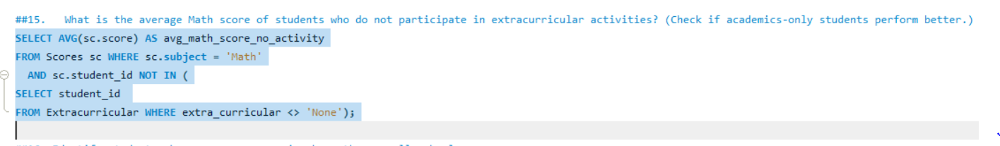 ##15.   What is the average Math score of students who do not participate in extracurricular activities? (Check if academics-only students perform better.)
SELECT AVG(sc.score) AS avg_math_score_no_activity
FROM Scores sc WHERE sc.subject = 'Math'
  AND sc.student_id NOT IN (
SELECT student_id
FROM Extracurricular WHERE extra_curricular <> 'None');